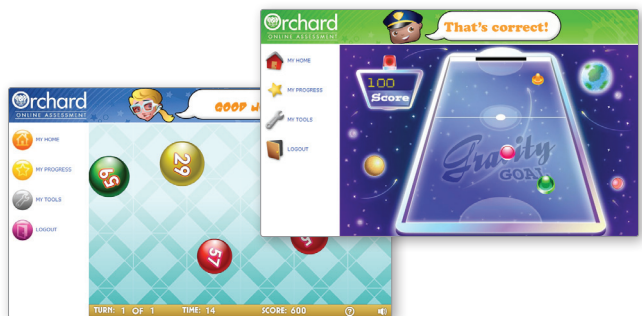 Orchard
ONLINE ASSESSMENT
That's correct!
MY HOME
MY PROGRESS
MY TOOLS
LOGOUT
100
Score
Gravity
GOAL
Orchard
ONLINE ASSESSMENT
GOOD
MY HOME
MY PROGRESS
MY TOOLS
LOGOUT
65
29
57
TURN: 1 OF 1 TIME: 14 SCORE: 600
?